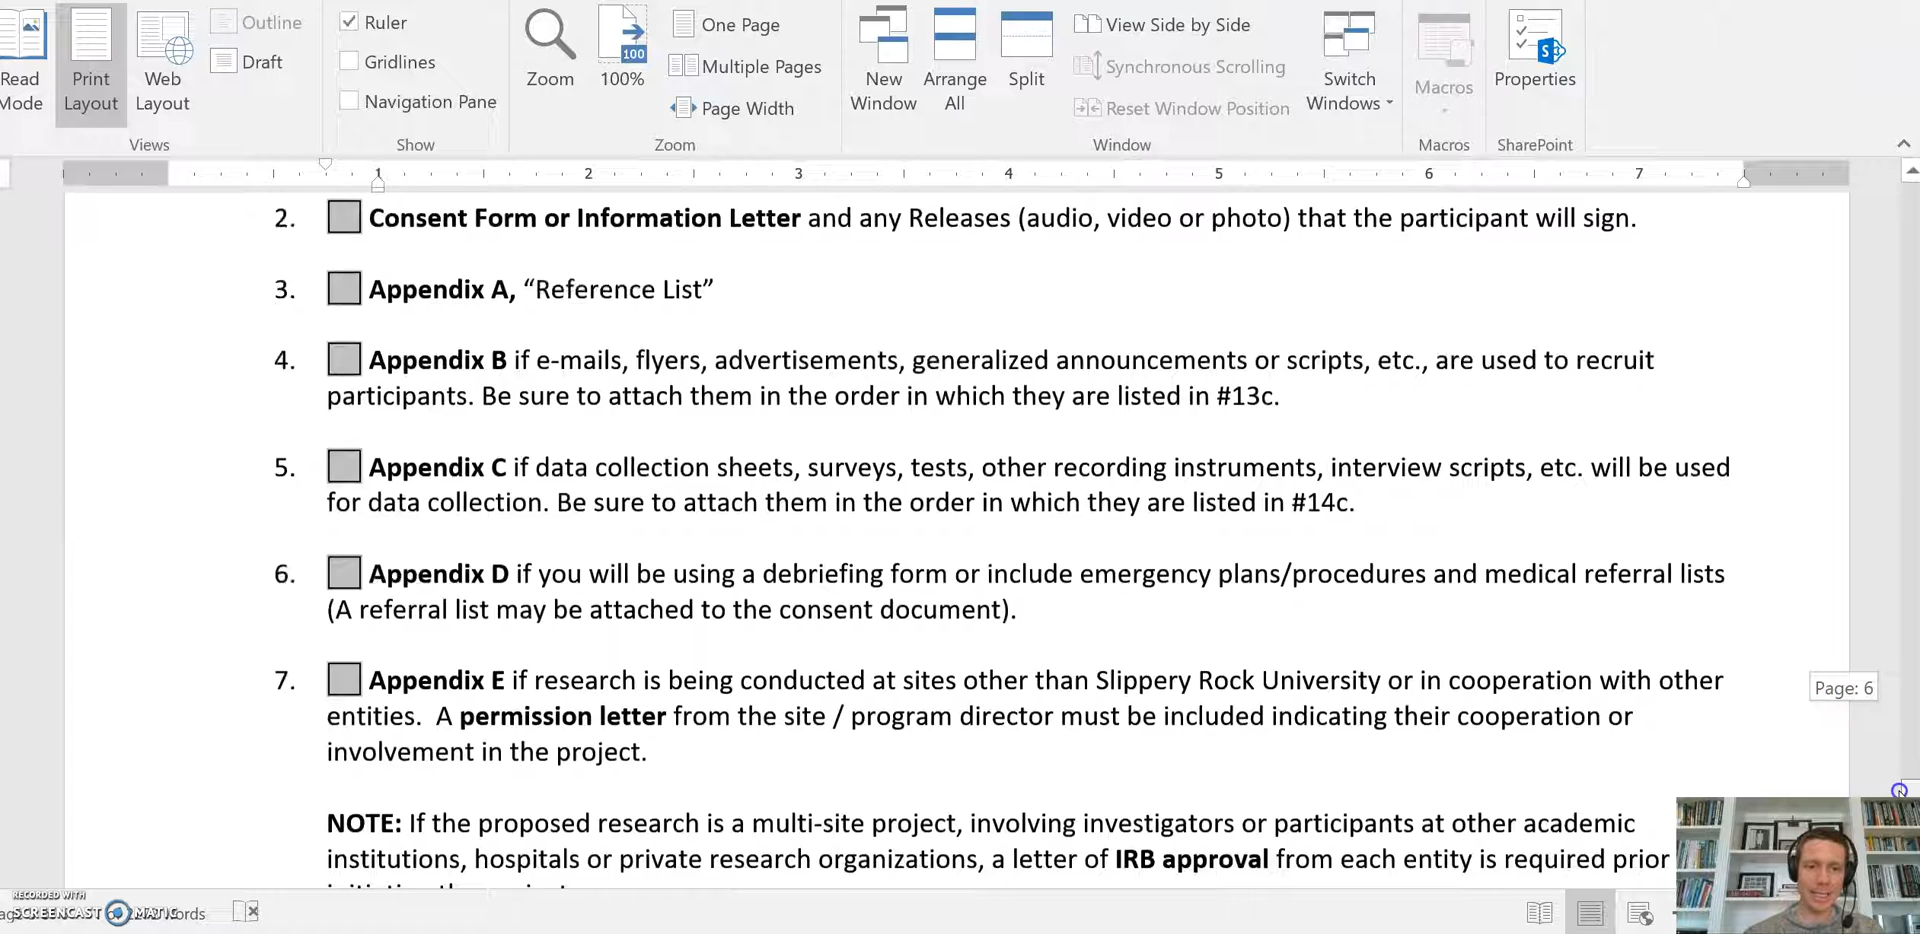 Read Mode
Print Layout
Web Layout
Outline
Draft
Views
Ruler
Gridlines
Navigation Pane
Show
Zoom
100
100%
One Page
Multiple Pages
Page Width
Zoom
New Window
Arrange All
Split
View Side by Side
Synchronous Scrolling
Reset Window Position
Switch Windows
Window
Macros
Macros
S
Properties
SharePoint
1 2 3 4 5 6 7
2. Consent Form or Information Letter and any Releases (audio, video or photo) that the participant will sign.
3. Appendix A, “Reference List”
4. Appendix B if e-mails, flyers, advertisements, generalized announcements or scripts, etc., are used to recruit
participants. Be sure to attach them in the order in which they are listed in #13c.
5. Appendix C if data collection sheets, surveys, tests, other recording instruments, interview scripts, etc. will be used
for data collection. Be sure to attach them in the order in which they are listed in #14c.
6. Appendix D if you will be using a debriefing form or include emergency plans/procedures and medical referral lists
(A referral list may be attached to the consent document).
7. Appendix E if research is being conducted at sites other than Slippery Rock University or in cooperation with other
entities. A permission letter from the site / program director must be included indicating their cooperation or
involvement in the project.
Page: 6
NOTE: If the proposed research is a multi-site project, involving investigators or participants at other academic
institutions, hospitals or private research organizations, a letter of IRB approval from each entity is required prior
RECORDED WITH
SCREENCAST MATIC